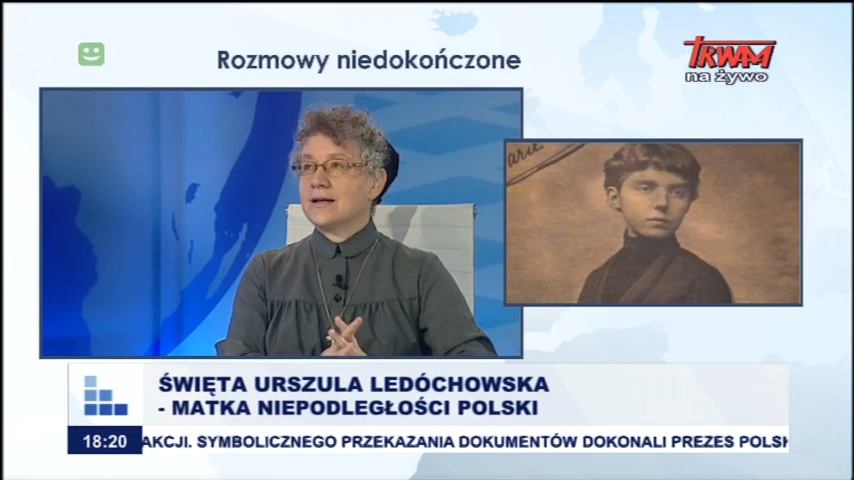 Rozmowy niedokończone
TRWAM
na żywo
arie
ŚWIĘTA URSZULA LEDÓCHOWSKA
- MATKA NIEPODLEGŁOŚCI POLSKI
18:20 AKCJI. SYMBOLICZNEGO PRZEKAZANIA DOKUMENTÓW DOKONALI PREZES POLSK